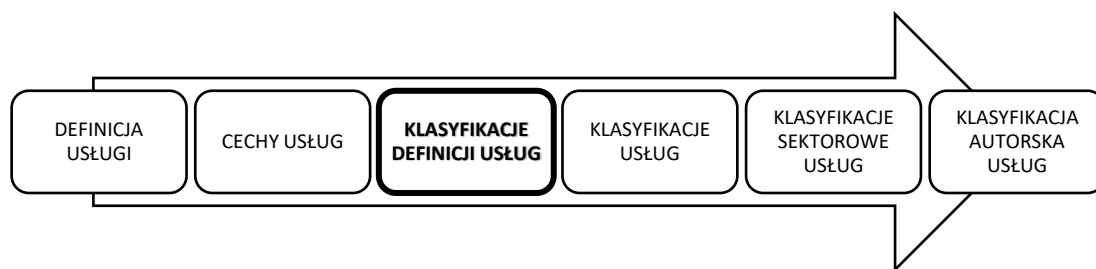 DEFINICJA
USŁUGI
CECHY USŁUG
KLASYFIKACJE
DEFINICJI USŁUG
KLASYFIKACJE
USŁUG
KLASYFIKACJE
SEKTOROWE
USŁUG
KLASYFIKACJA
AUTORSKA
USŁUG